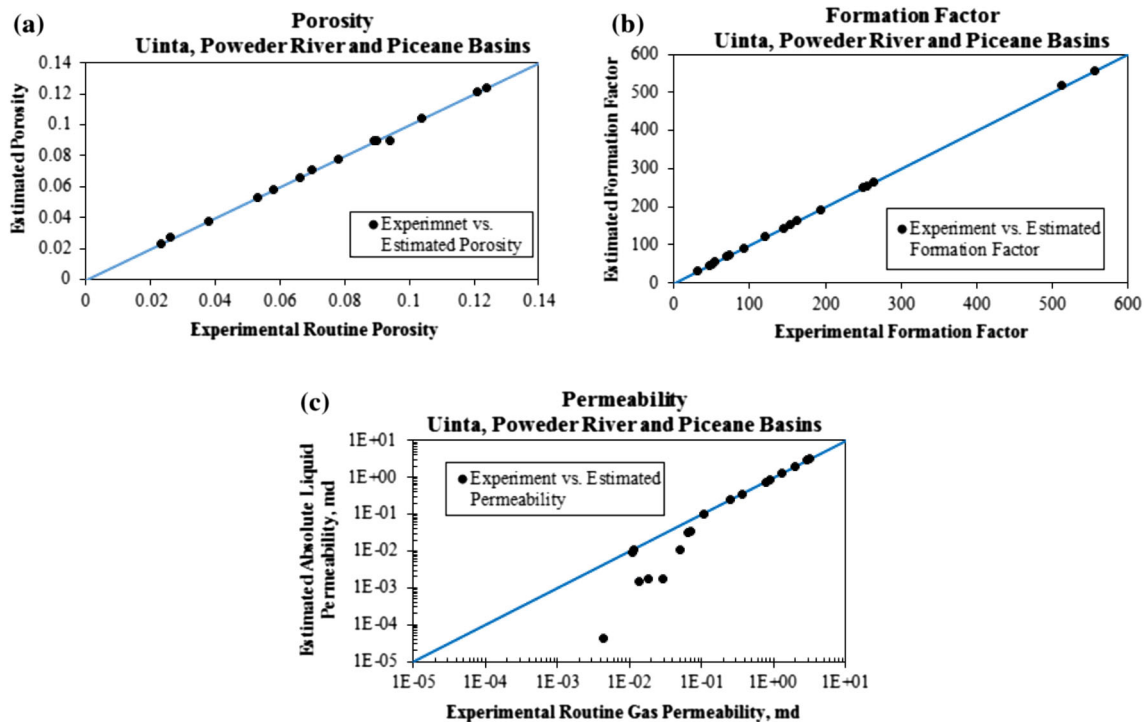 (a)
Porosity
Uinta, Poweder River and Piceane Basins
Estimated Porosity
0.14
0.12
0.1
0.08
0.06
0.04
0.02
0
Experimnet vs.
Estimated Porosity
0 0.02 0.04 0.06 0.08 0.1 0.12 0.14
Experimental Routine Porosity
(b)
Formation Factor
Uinta, Poweder River and Piceane Basins
Estimated Formation Factor
600
500
400
300
200
100
0
Experiment vs. Estimated
Formation Factor
0 100 200 300 400 500 600
Experimental Formation Factor
(c)
Permeability
Uinta, Poweder River and Piceane Basins
Estimated Absolute Liquid
Permeability, md
1E+01
1E+00
1E-01
1E-02
1E-03
1E-04
1E-05
Experiment vs. Estimated
Permeability
1E-05 1E-04 1E-03 1E-02 1E-01 1E+00 1E+01
Experimental Routine Gas Permeability, md